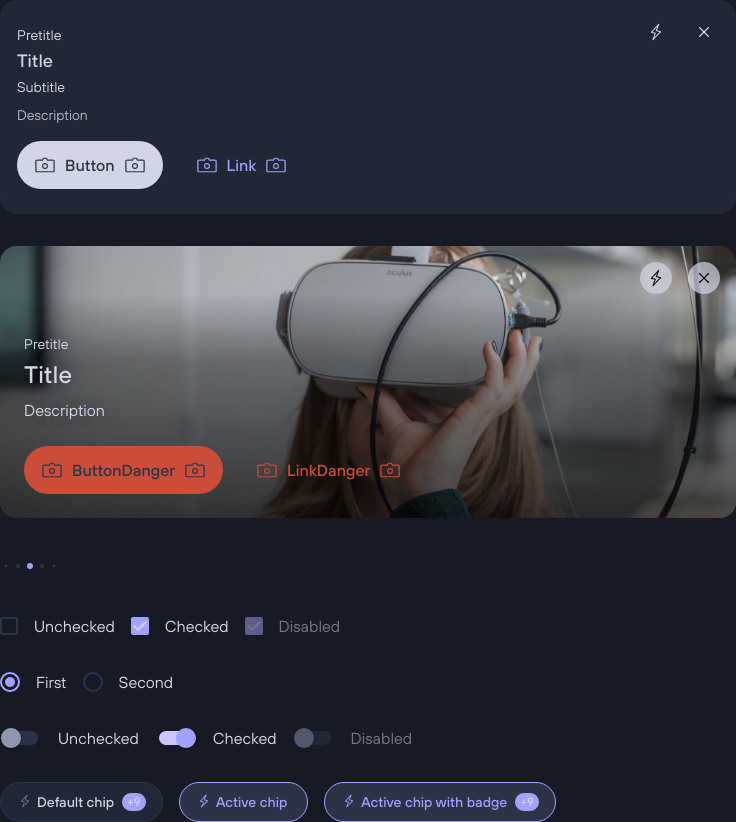 Pretitle
Title
Subtitle
Description
Button Link
oculus
Pretitle
Title
Description
ButtonDanger LinkDanger
Unchecked Checked Disabled
First Second
Unchecked Checked Disabled
Default chip +9 Active chip Active chip with badge +9